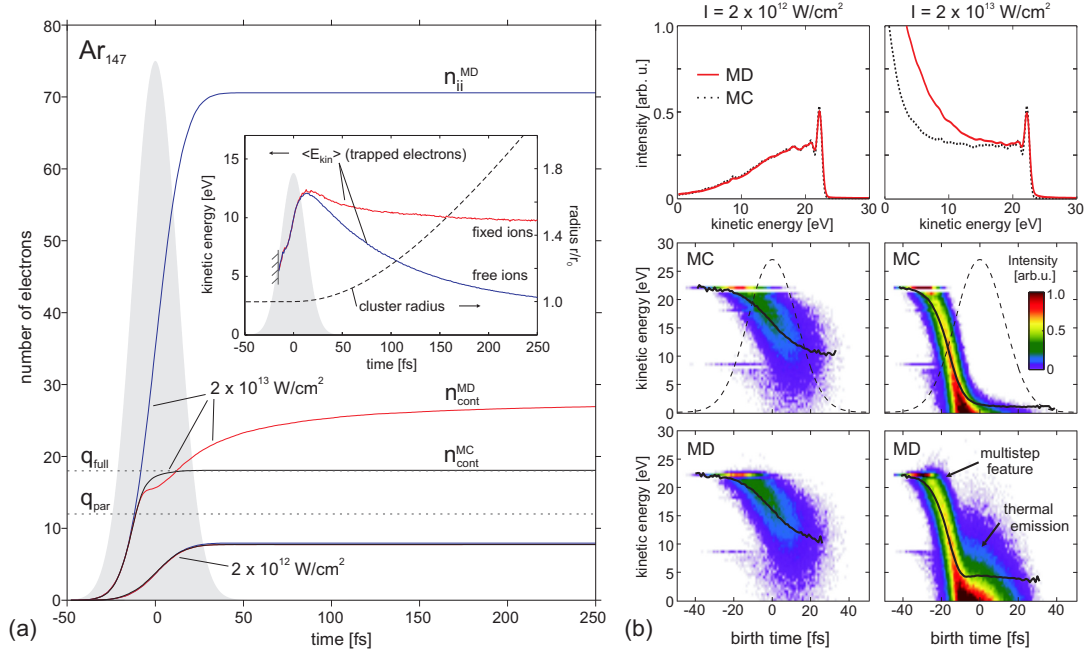 80
70
60
50
40
30
20
10
0
number of electrons
-50
0
50
100
150
200
250
time [fs]
(a)
Ar147
n_ii^MD
2 x 10^13 W/cm^2
n_cont^MD
n_cont^MC
q_full
q_par
2 x 10^12 W/cm^2
15
10
5
0
kinetic energy [eV]
<E_kin> (trapped electrons)
fixed ions
free ions
cluster radius
1.8
1.6
1.4
1.2
1.0
radius r/r_0
-50
0
50
100
150
200
250
time [fs]
I = 2 x 10^12 W/cm^2
I = 2 x 10^13 W/cm^2
intensity [arb. u.]
1.0
0.5
0
MD
MC
0
10
20
30
kinetic energy [eV]
0
10
20
30
kinetic energy [eV]
kinetic energy [eV]
30
25
20
15
10
5
0
MC
MC
Intensity
[arb.u.]
1.0
0.5
0
kinetic energy [eV]
30
25
20
15
10
5
0
MD
MD
multistep
feature
thermal
emission
-40
-20
0
20
40
birth time [fs]
-40
-20
0
20
40
birth time [fs]
(b)